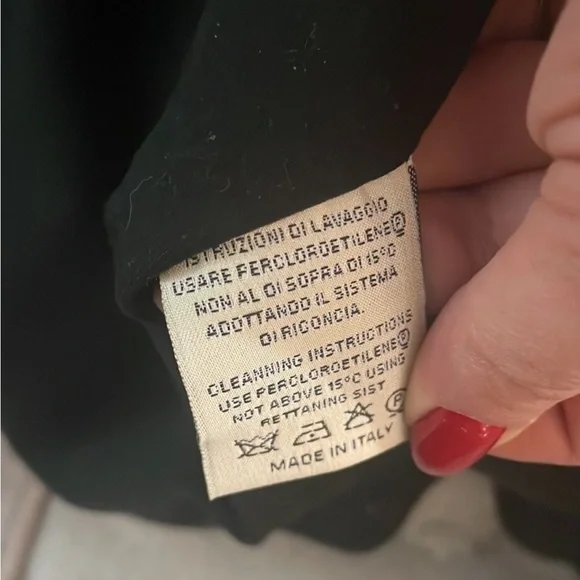 ISTRUZIONI DI LAVAGGIO
USARE PERCLOROETILENE Ⓟ
NON AL DI SOPRA DI 15°C
ADOTTANDO IL SISTEMA
DI RIGONCIA.
CLEANNING INSTRUCTIONS
USE PERCLOROETILENE Ⓟ
NOT ABOVE 15°C USING
RETTANING SIST
P
MADE IN ITALY